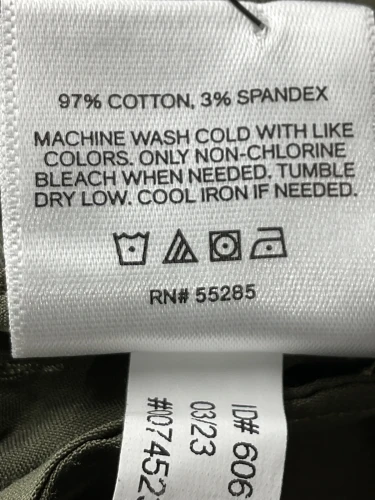 97% COTTON, 3% SPANDEX
MACHINE WASH COLD WITH LIKE
COLORS. ONLY NON-CHLORINE
BLEACH WHEN NEEDED. TUMBLE
DRY LOW. COOL IRON IF NEEDED.
RN# 55285
ID# 606
03/23
#07452